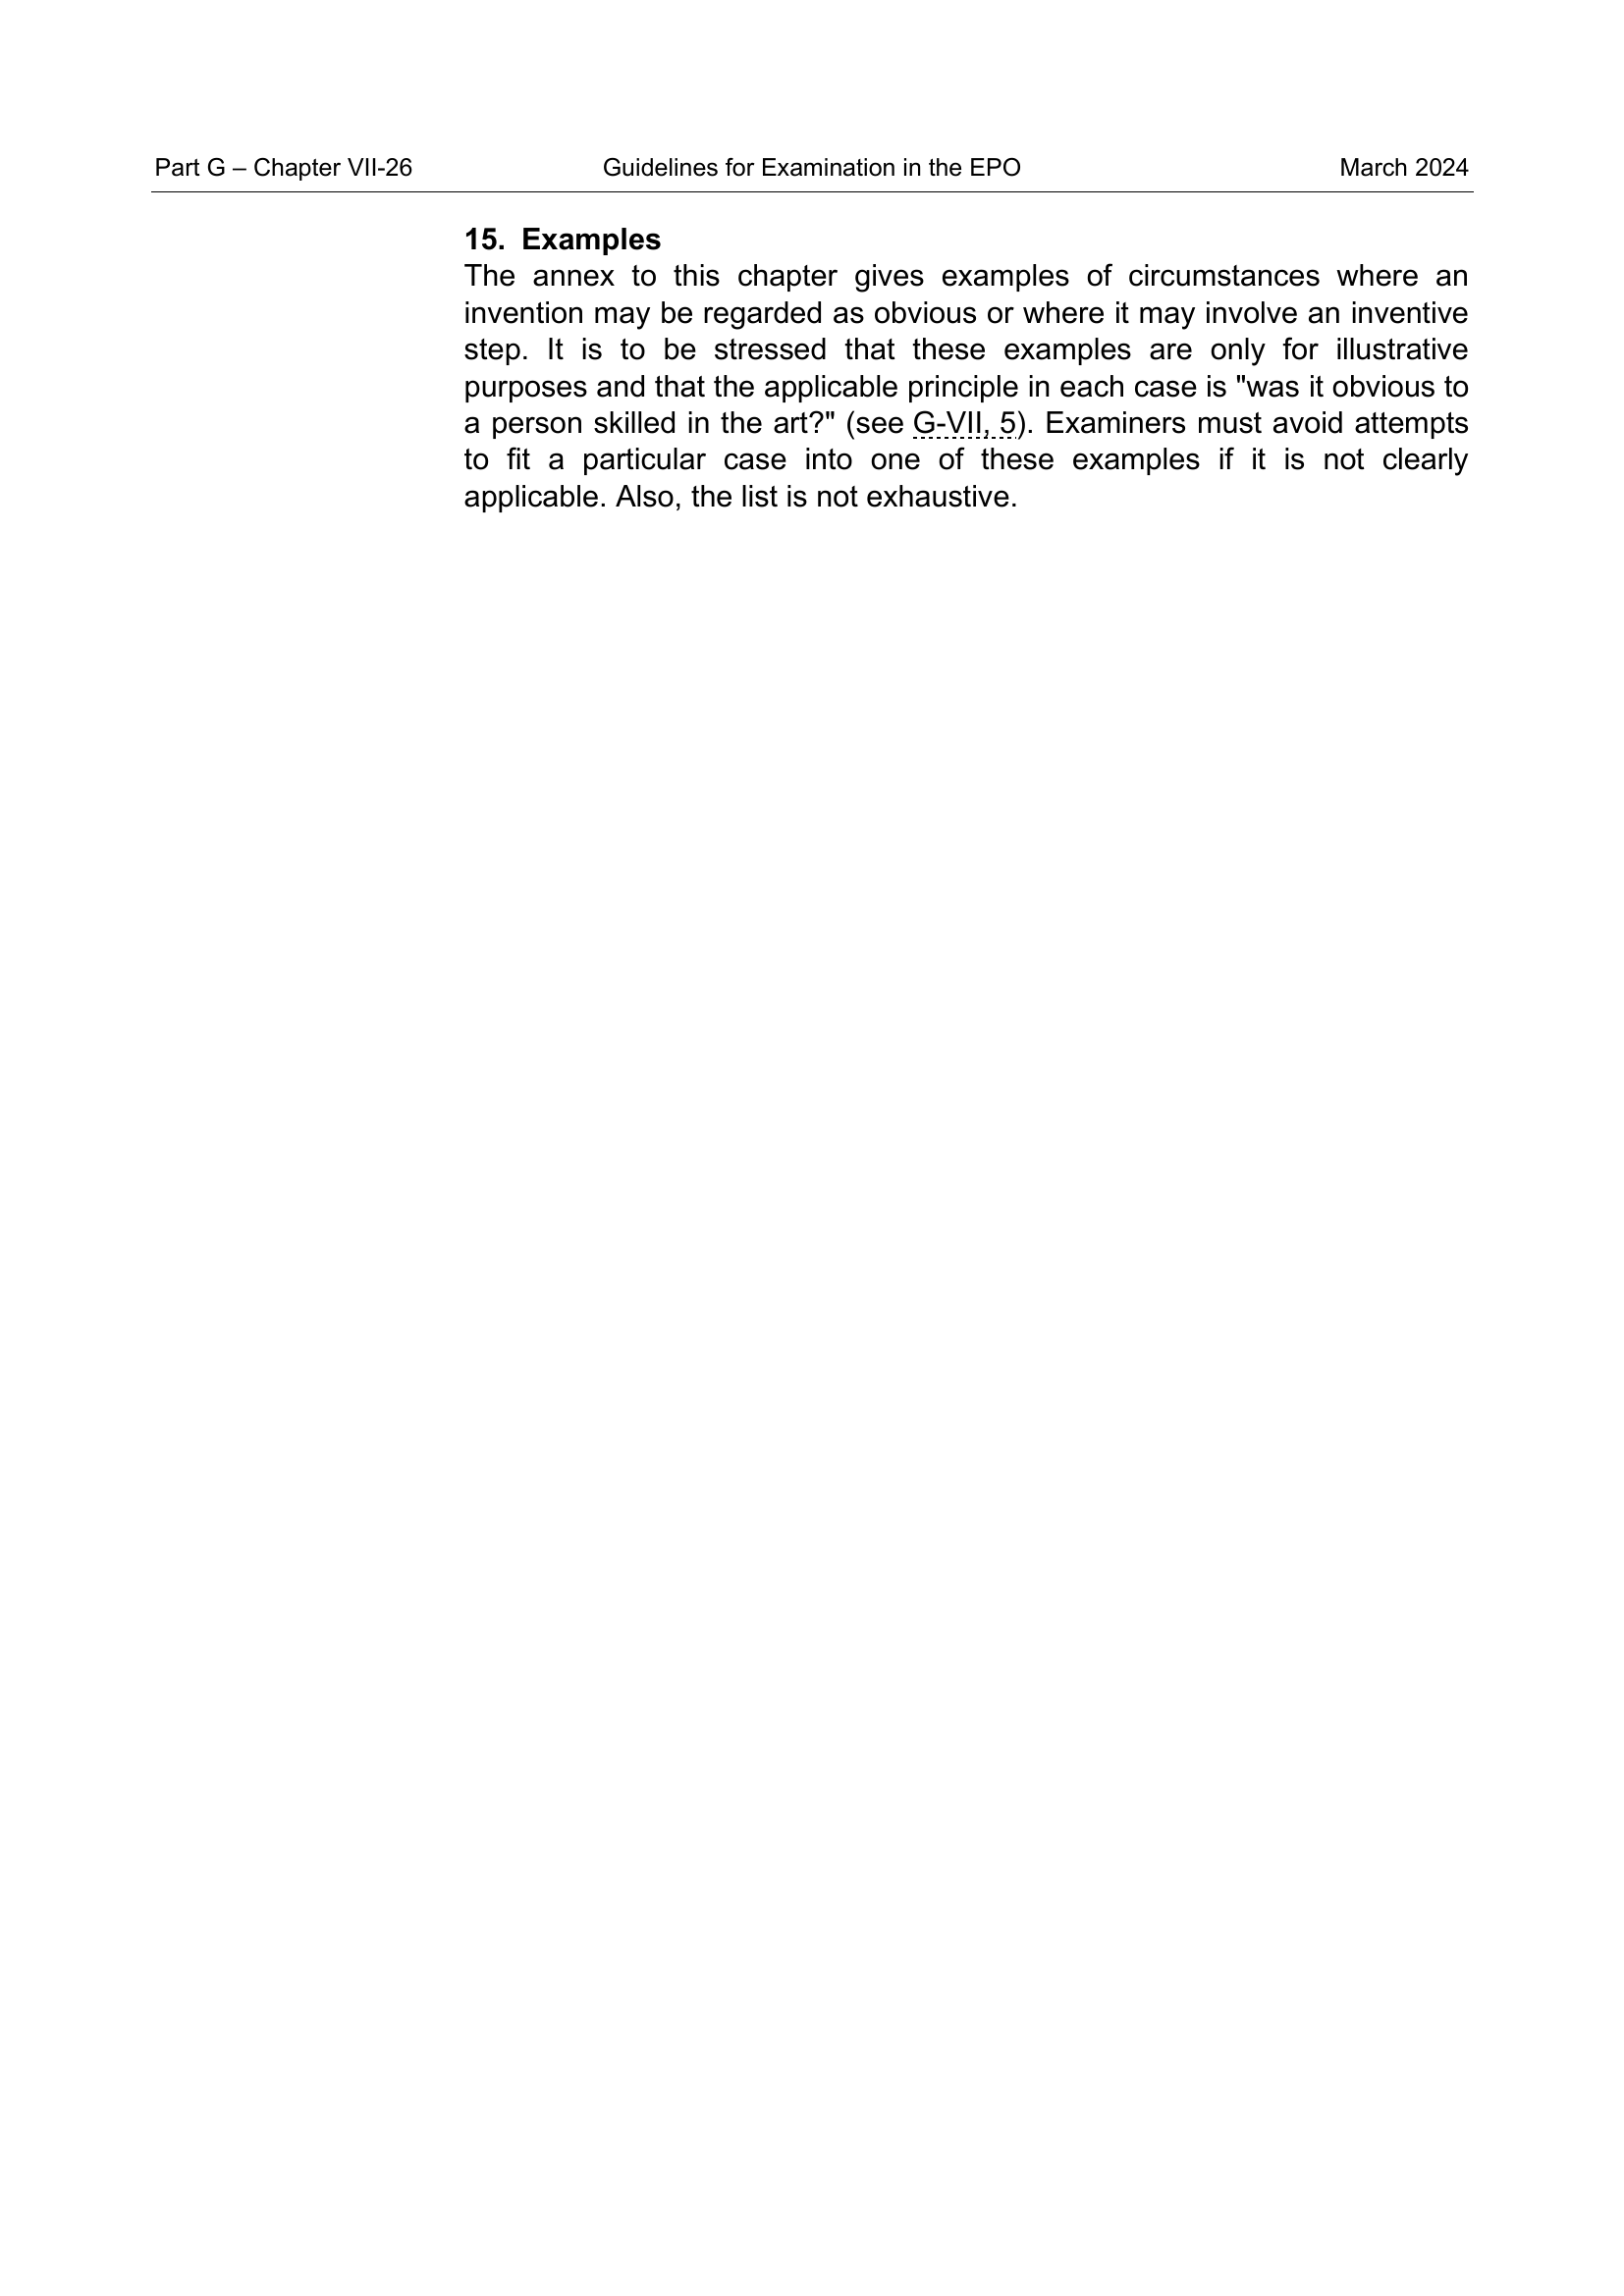 Part G – Chapter VII-26 Guidelines for Examination in the EPO March 2024
15. Examples
The annex to this chapter gives examples of circumstances where an
invention may be regarded as obvious or where it may involve an inventive
step. It is to be stressed that these examples are only for illustrative
purposes and that the applicable principle in each case is "was it obvious to
a person skilled in the art?" (see G-VII, 5). Examiners must avoid attempts
to fit a particular case into one of these examples if it is not clearly
applicable. Also, the list is not exhaustive.